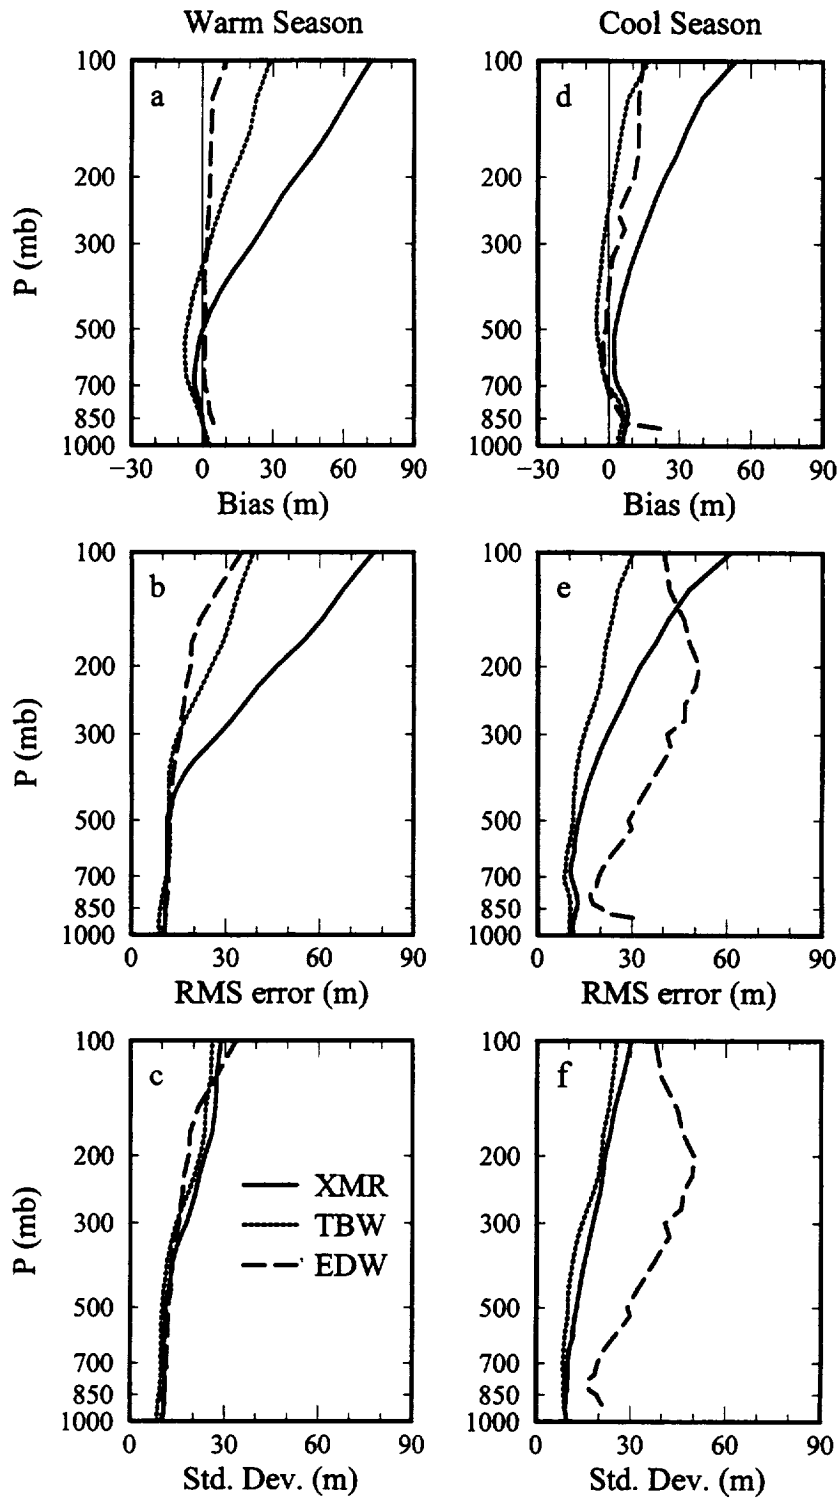 Warm Season
Cool Season
100
200
300
500
700
850
1000
P (mb)
a
−30 0 30 60 90
Bias (m)
100
200
300
500
700
850
1000
d
−30 0 30 60 90
Bias (m)
100
200
300
500
700
850
1000
P (mb)
b
0 30 60 90
RMS error (m)
100
200
300
500
700
850
1000
e
0 30 60 90
RMS error (m)
100
200
300
500
700
850
1000
P (mb)
c
XMR
TBW
EDW
0 30 60 90
Std. Dev. (m)
100
200
300
500
700
850
1000
f
0 30 60 90
Std. Dev. (m)